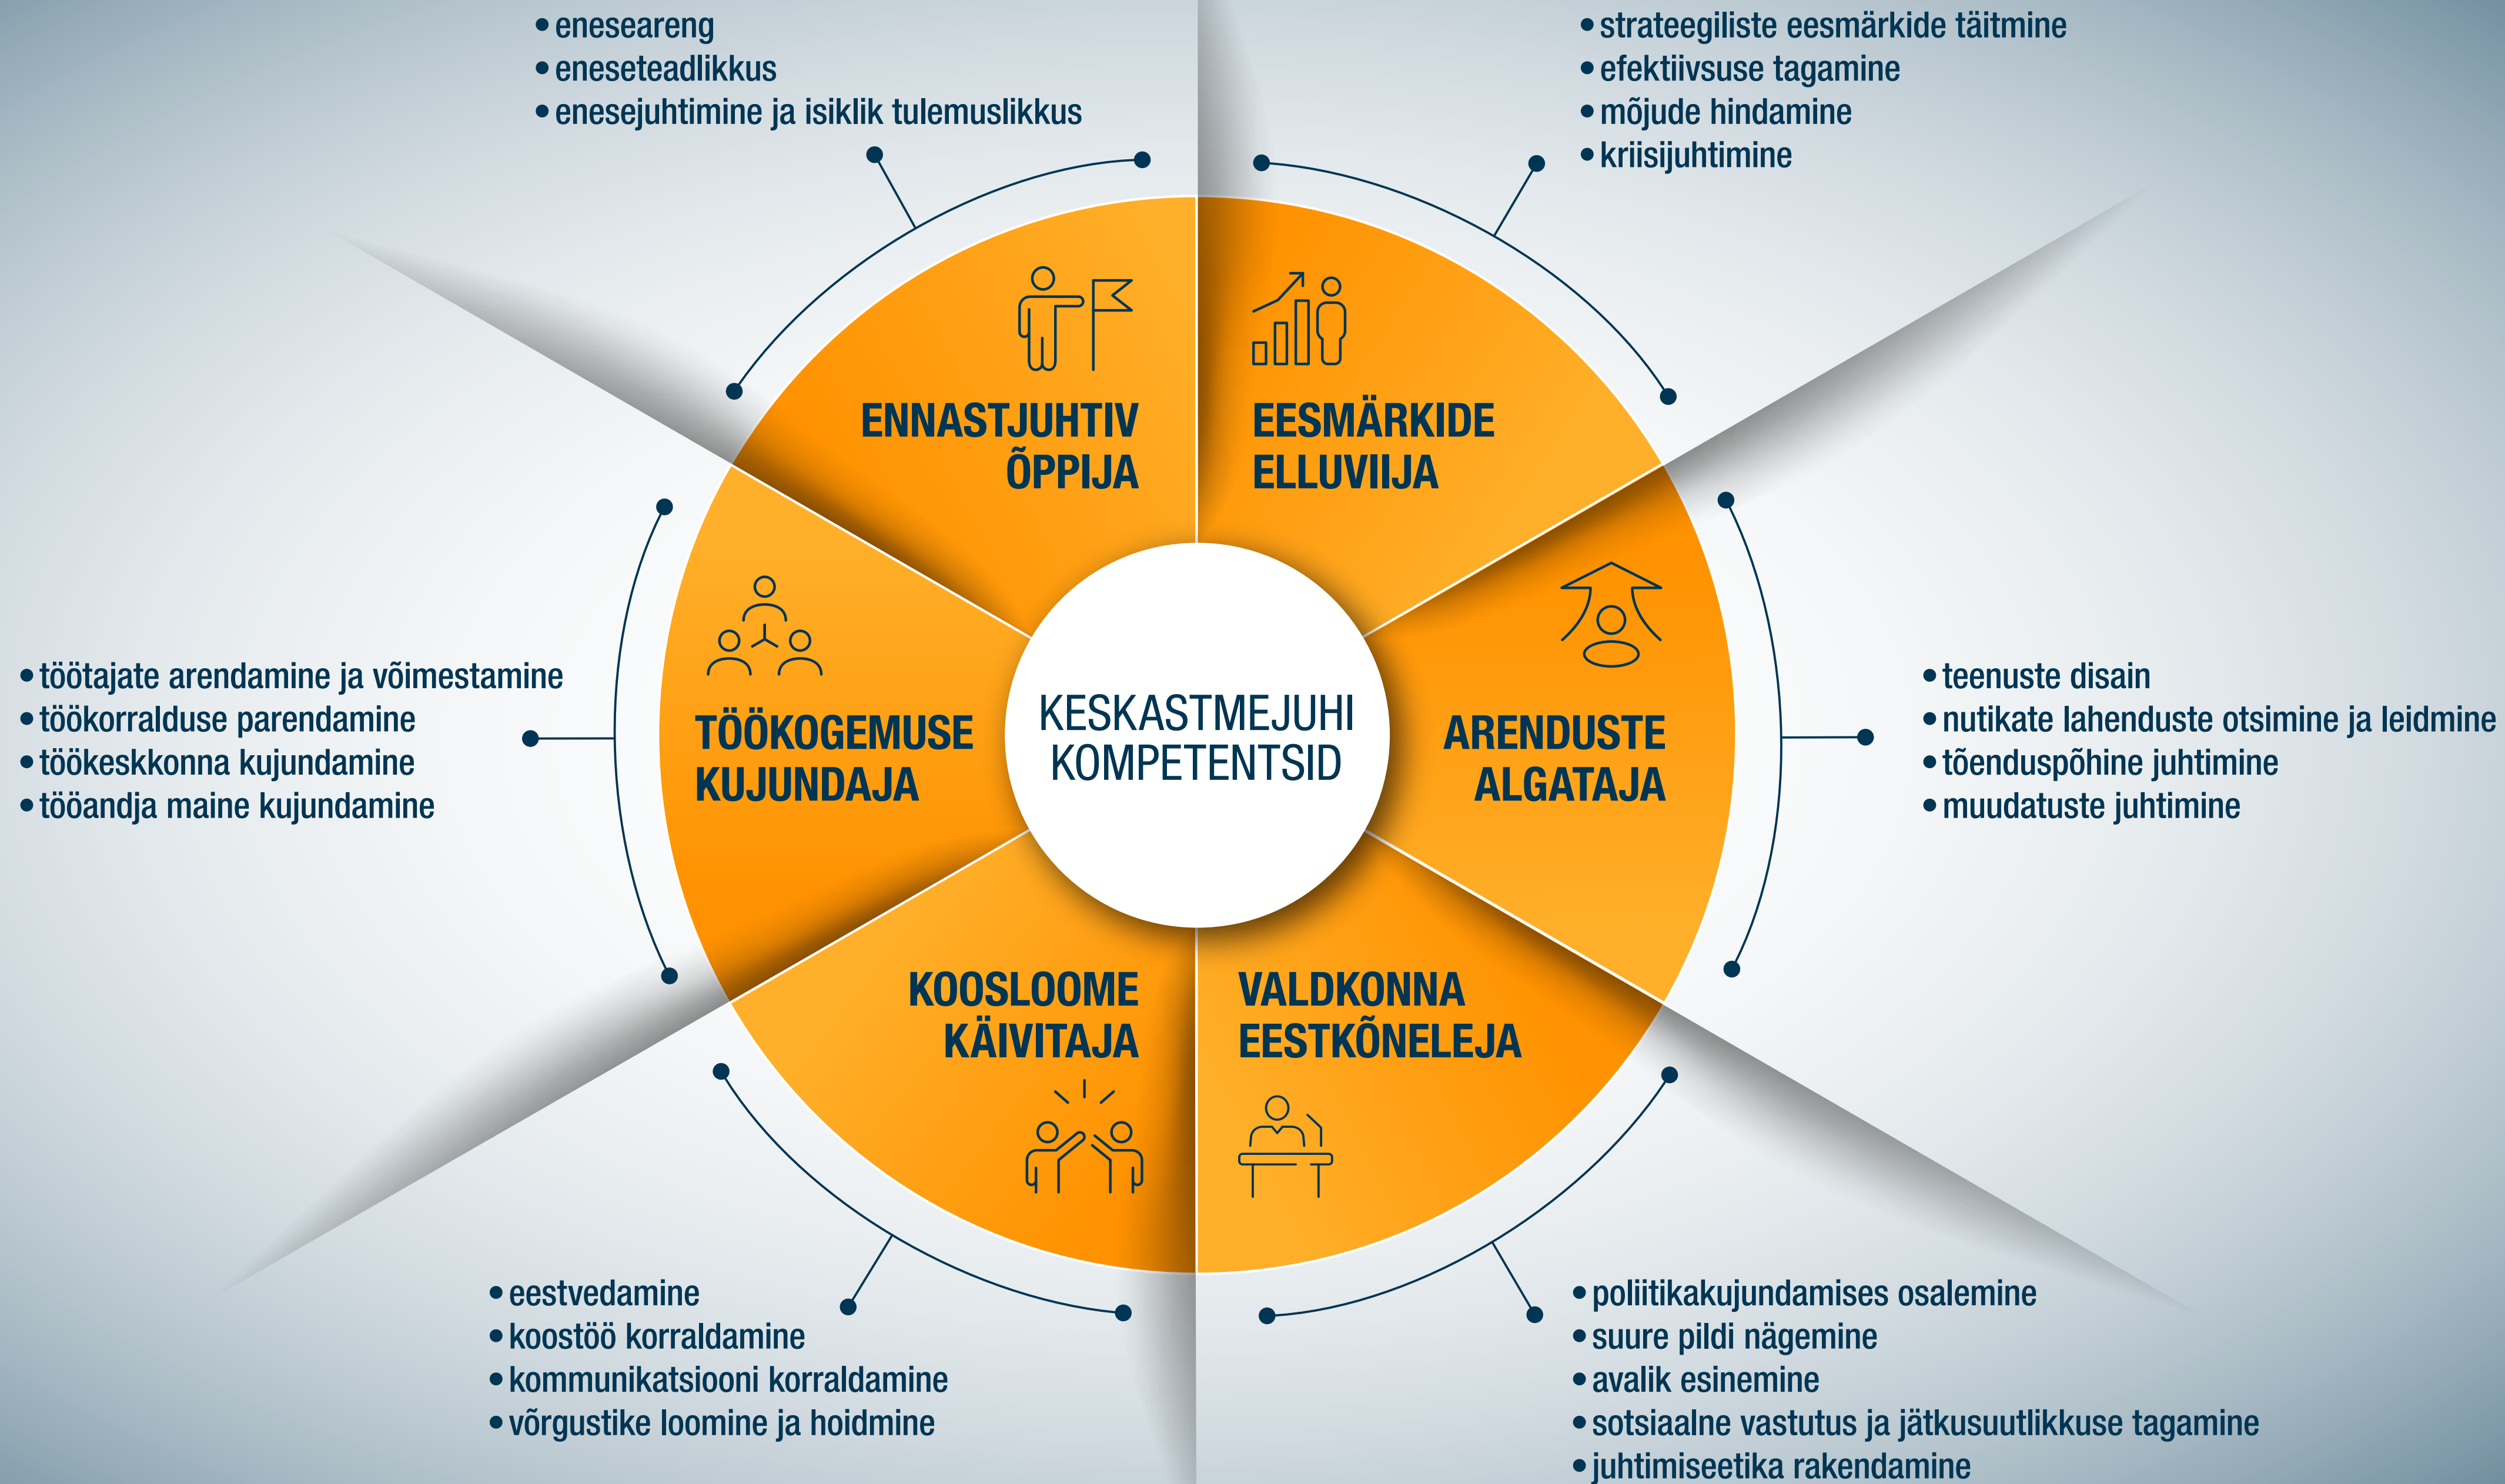 • eneseareng
• eneseteadlikkus
• enesejuhtimine ja isiklik tulemuslikkus
• strateegiliste eesmärkide täitmine
• efektiivsuse tagamine
• mõjude hindamine
• kriisijuhtimine
ENNASTJUHTIV
ÕPPIJA
EESMÄRKIDE
ELLUVIIJA
• töötajate arendamine ja võimestamine
• töökorralduse parendamine
• töökeskkonna kujundamine
• tööandja maine kujundamine
TÖÖKOGEMUSE
KUJUNDAJA
KESKASTMEJUHI
KOMPETENTSID
ARENDUSTE
ALGATAJA
• teenuste disain
• nutikate lahenduste otsimine ja leidmine
• tõenduspõhine juhtimine
• muudatuste juhtimine
KOOSLOOME
KÄIVITAJA
VALDKONNA
EESTKÕNELEJA
• eestvedamine
• koostöö korraldamine
• kommunikatsiooni korraldamine
• võrgustike loomine ja hoidmine
• poliitikakujundamises osalemine
• suure pildi nägemine
• avalik esinemine
• sotsiaalne vastutus ja jätkusuutlikkuse tagamine
• juhtimiseetika rakendamine